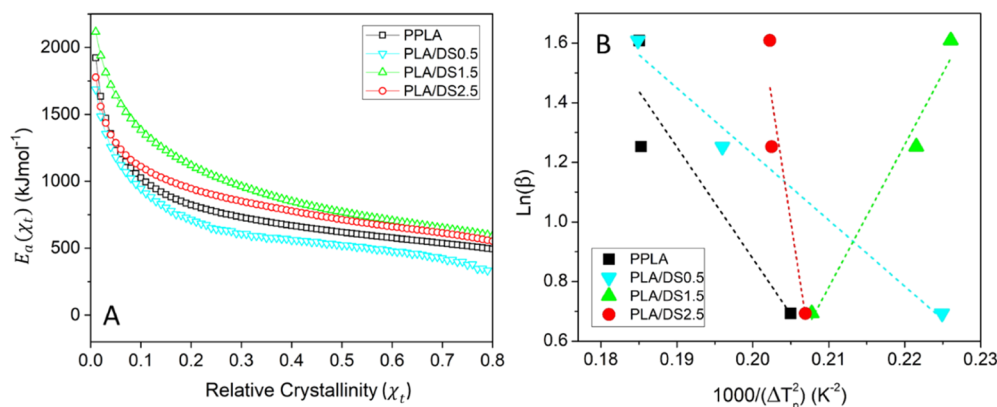 2000
1500
1000
500
0
Eₐ(χₜ) (kJmol⁻¹)
PPLA
PLA/DS0.5
PLA/DS1.5
PLA/DS2.5
A
0.0 0.1 0.2 0.3 0.4 0.5 0.6 0.7 0.8
Relative Crystallinity (χₜ)
B
1.6
1.4
1.2
1.0
0.8
0.6
Ln(β)
PPLA
PLA/DS0.5
PLA/DS1.5
PLA/DS2.5
0.18 0.19 0.20 0.21 0.22 0.23
1000/(ΔTₚ²) (K⁻²)